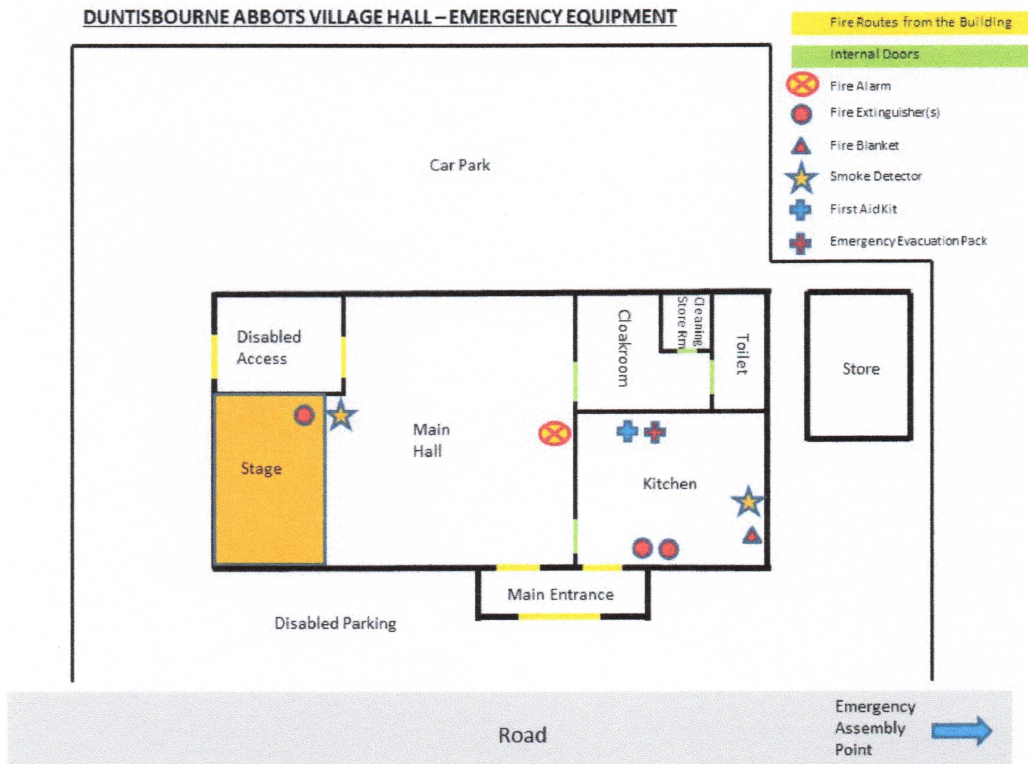 DUNTISBOURNE ABBOTS VILLAGE HALL – EMERGENCY EQUIPMENT
Fire Routes from the Building
Internal Doors
Fire Alarm
Fire Extinguisher(s)
Fire Blanket
Smoke Detector
First Aid Kit
Emergency Evacuation Pack
Car Park
Disabled
Access
Cloakroom
Cleaning
Store Rm
Toilet
Store
Main
Hall
Stage
Kitchen
Main Entrance
Disabled Parking
Road
Emergency
Assembly
Point